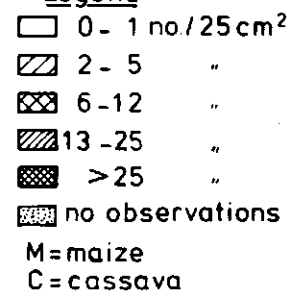 Legend
0 - 1 no./25cm²
2 - 5 "
6 -12 "
13 -25 "
>25 "
no observations
M=maize
C=cassava